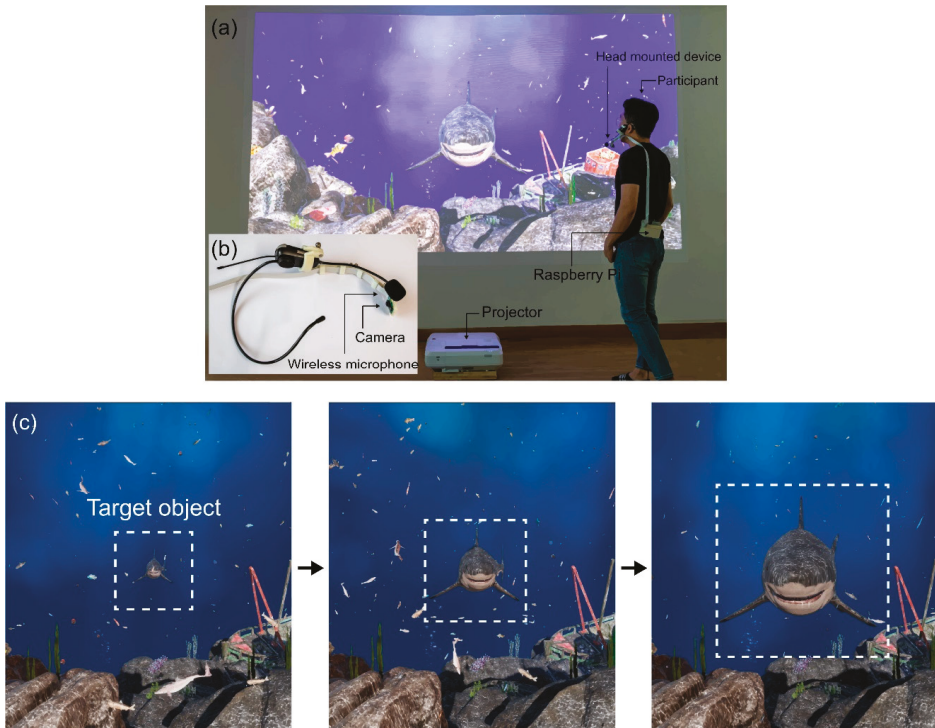 (a)
Head mounted device
Participant
(b)
Raspberry Pi
Projector
Camera
Wireless microphone
(c)
Target object